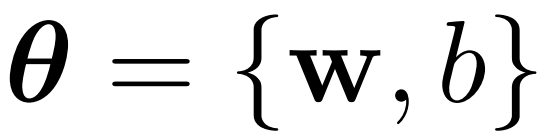 𝜽 = {𝐰, 𝑏}